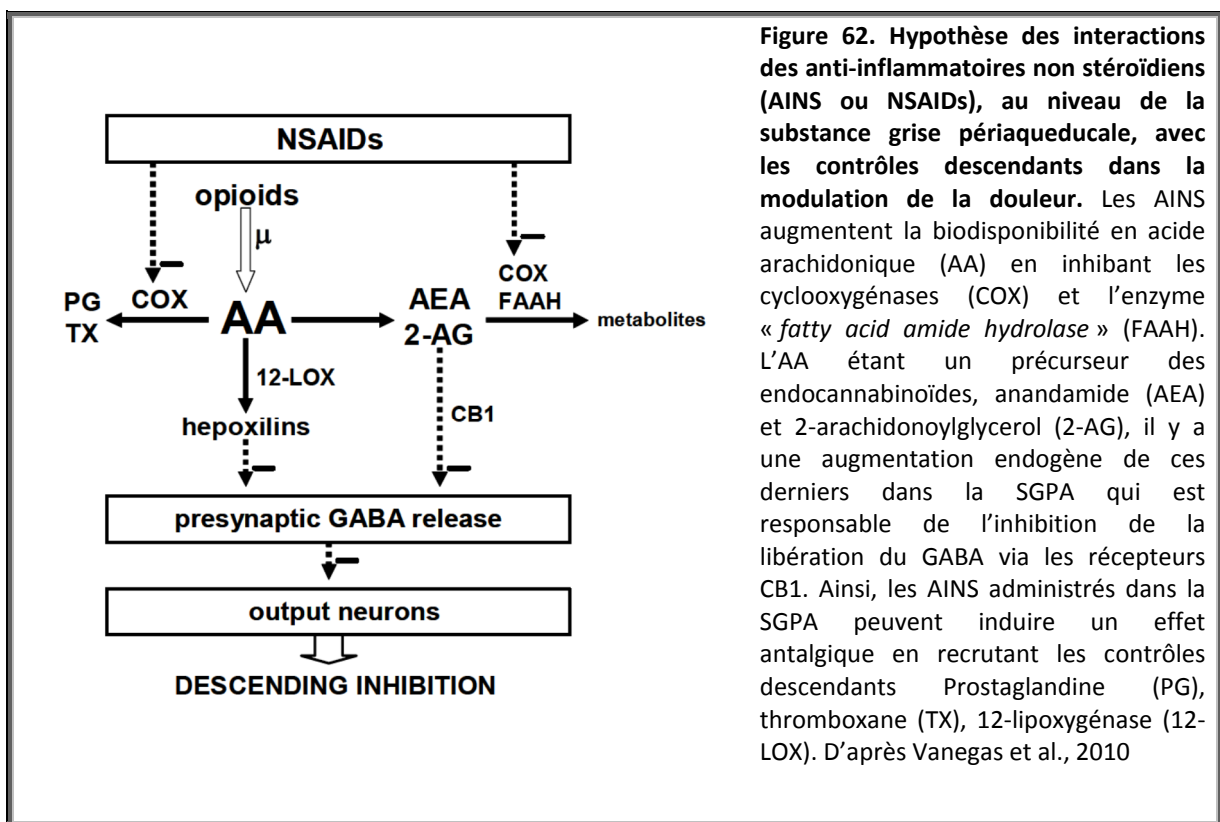 NSAIDs
opioids
μ
COX
FAAH
PG
TX
COX
AA
AEA
2-AG
metabolites
12-LOX
CB1
hepoxilins
presynaptic GABA release
output neurons
DESCENDING INHIBITION
Figure 62. Hypothèse des interactions
des anti-inflammatoires non stéroïdiens
(AINS ou NSAIDs), au niveau de la
substance grise périaqueducale, avec
les contrôles descendants dans la
modulation de la douleur. Les AINS
augmentent la biodisponibilité en acide
arachidonique (AA) en inhibant les
cyclooxygénases (COX) et l’enzyme
« fatty acid amide hydrolase » (FAAH).
L’AA étant un précurseur des
endocannabinoïdes, anandamide (AEA)
et 2-arachidonoylglycerol (2-AG), il y a
une augmentation endogène de ces
derniers dans la SGPA qui est
responsable de l’inhibition de la
libération du GABA via les récepteurs
CB1. Ainsi, les AINS administrés dans la
SGPA peuvent induire un effet
antalgique en recrutant les contrôles
descendants Prostaglandine (PG),
thromboxane (TX), 12-lipoxygénase (12-
LOX). D’après Vanegas et al., 2010